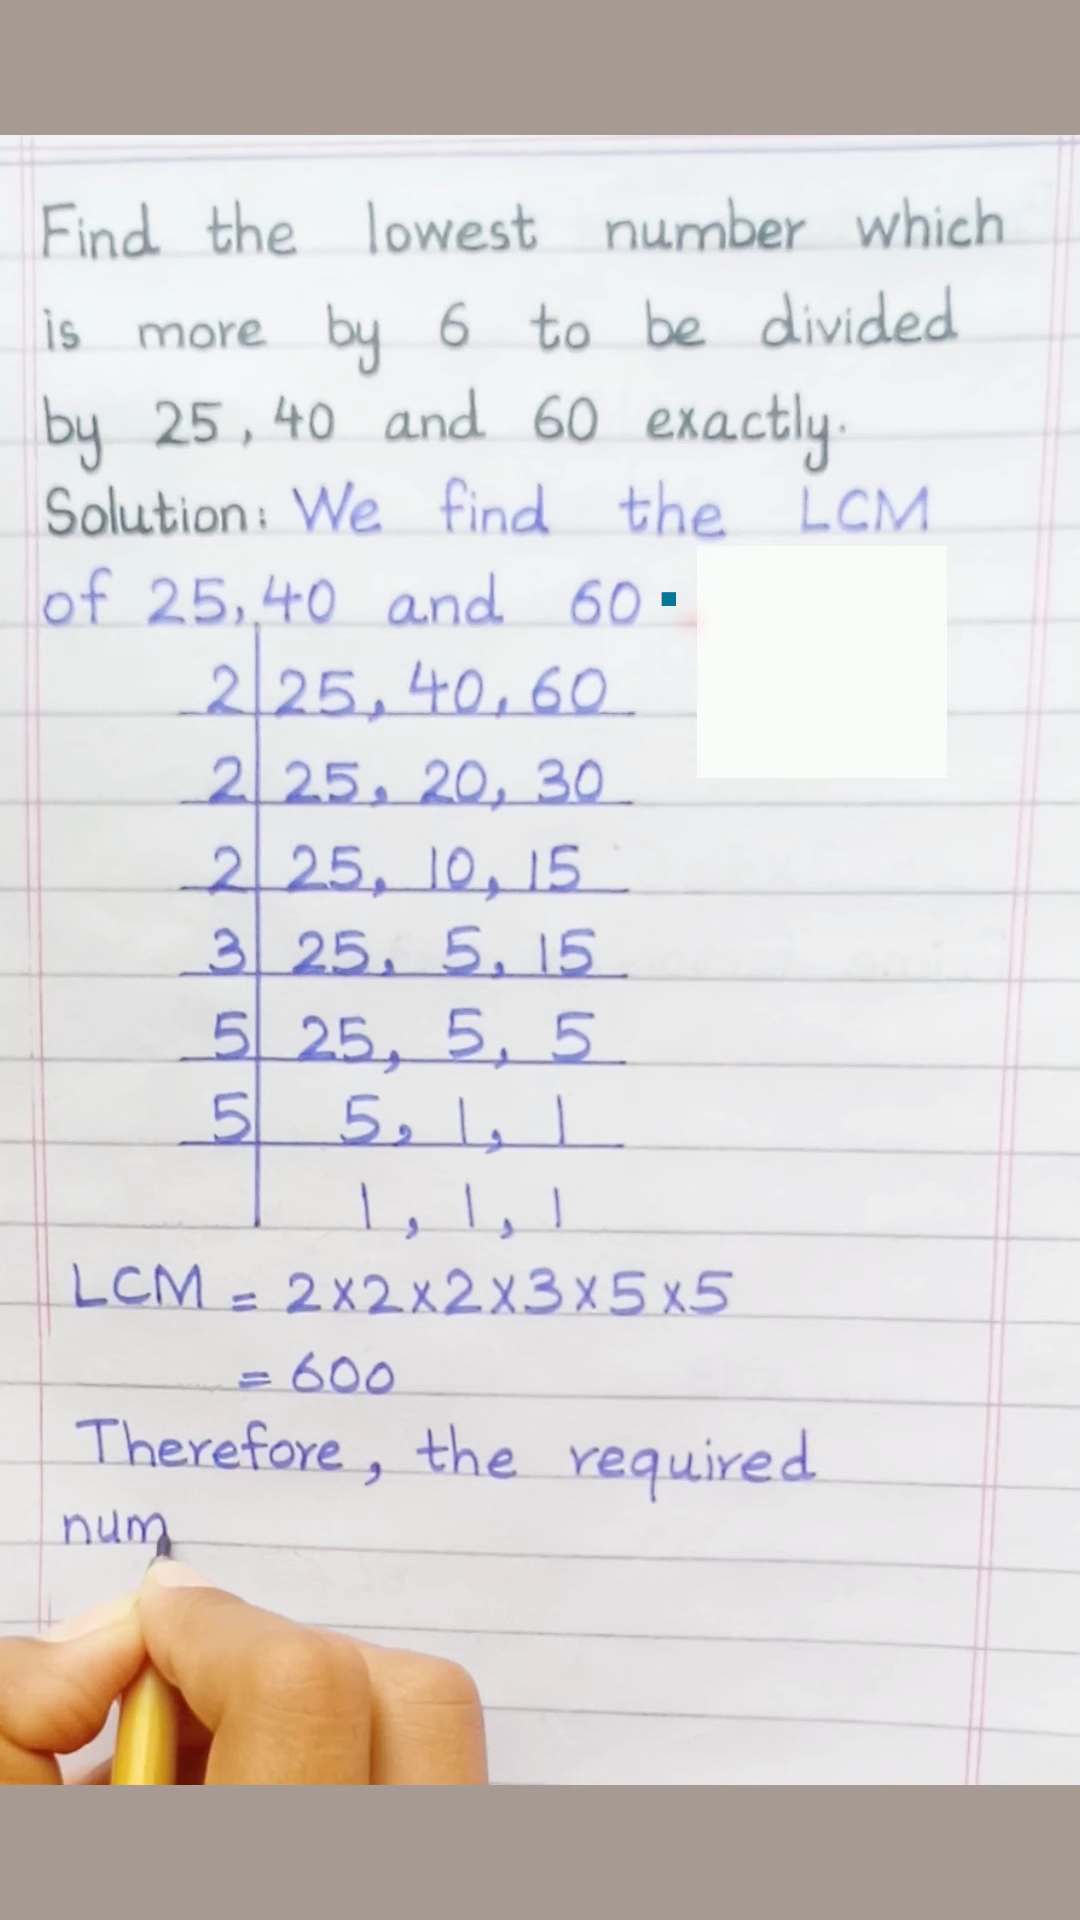 Find the lowest number which
is more by 6 to be divided
by 25, 40 and 60 exactly.
Solution: We find the LCM
of 25, 40 and 60
2 25, 40, 60
2 25, 20, 30
2 25, 10, 15
3 25, 5, 15
5 25, 5, 5
5 5, 1, 1
1, 1, 1
LCM = 2×2×2×3×5×5
= 600
Therefore, the required
num